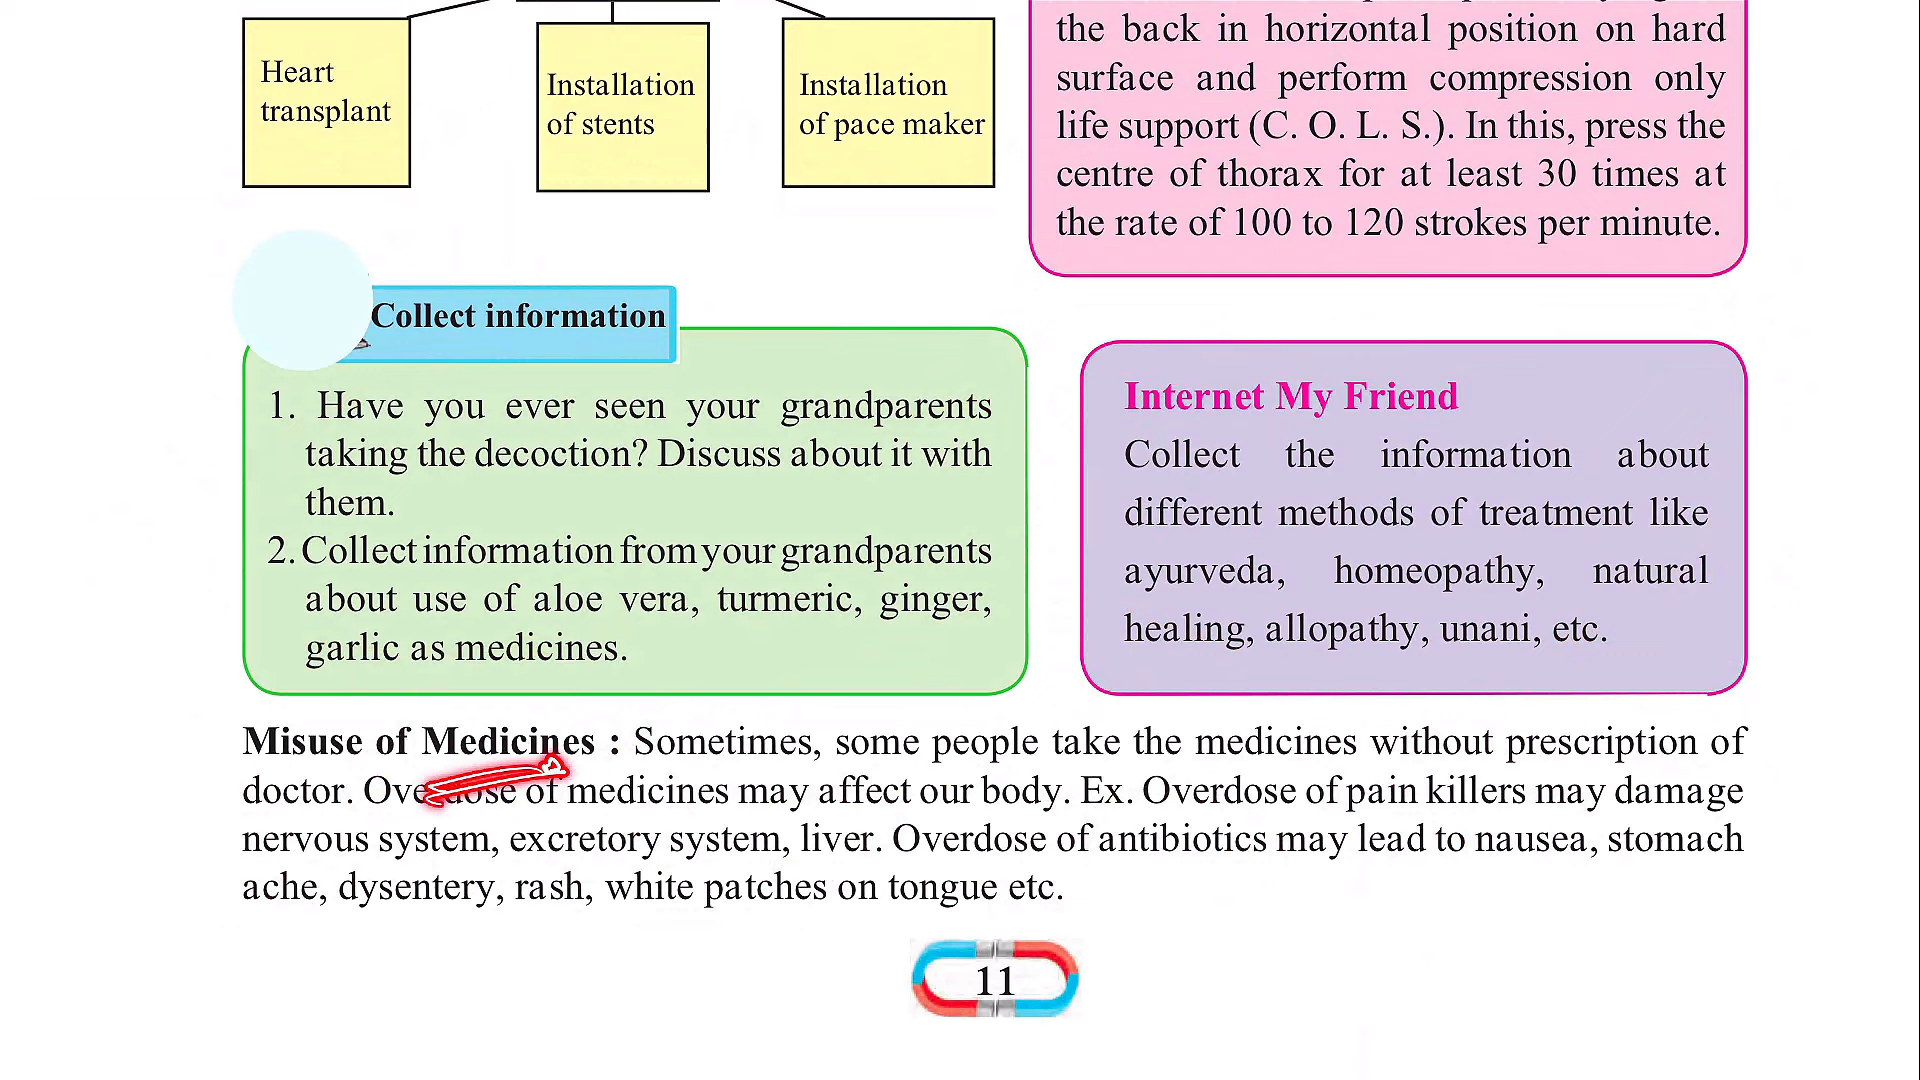 Heart
transplant
Installation
of stents
Installation
of pace maker
the back in horizontal position on hard
surface and perform compression only
life support (C. O. L. S.). In this, press the
centre of thorax for at least 30 times at
the rate of 100 to 120 strokes per minute.
Collect information
1. Have you ever seen your grandparents
taking the decoction? Discuss about it with
them.
2. Collect information from your grandparents
about use of aloe vera, turmeric, ginger,
garlic as medicines.
Internet My Friend
Collect the information about
different methods of treatment like
ayurveda, homeopathy, natural
healing, allopathy, unani, etc.
Misuse of Medicines : Sometimes, some people take the medicines without prescription of
doctor. Overdose of medicines may affect our body. Ex. Overdose of pain killers may damage
nervous system, excretory system, liver. Overdose of antibiotics may lead to nausea, stomach
ache, dysentery, rash, white patches on tongue etc.
11